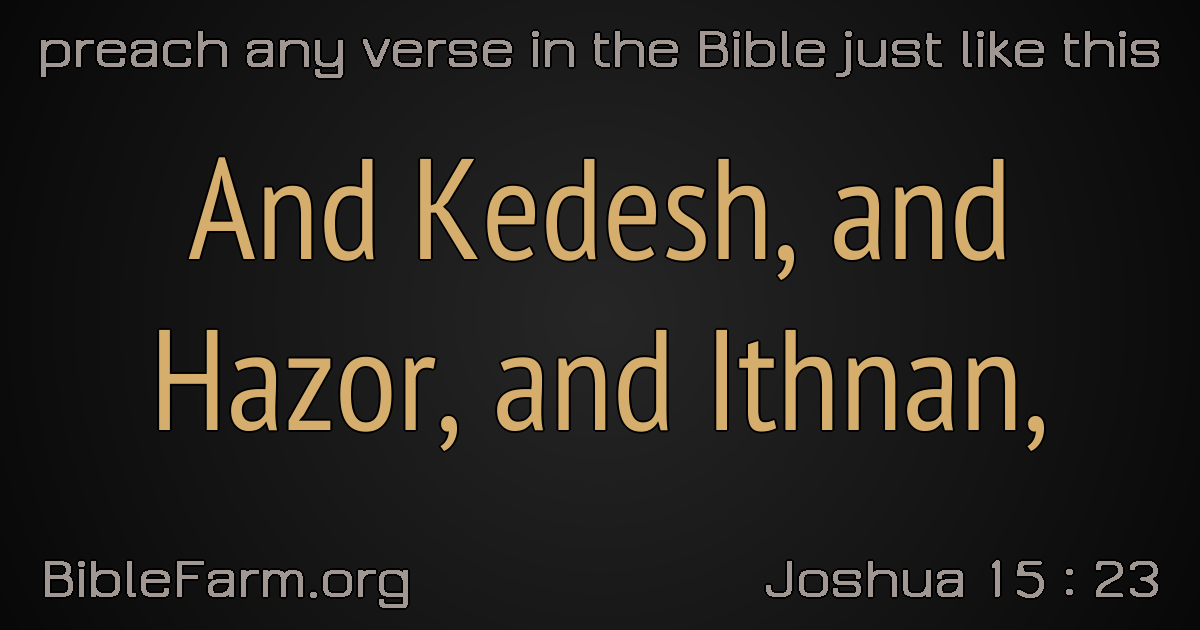 preach any verse in the Bible just like this
And Kedesh, and
Hazor, and Ithnan,
BibleFarm.org
Joshua 15 : 23